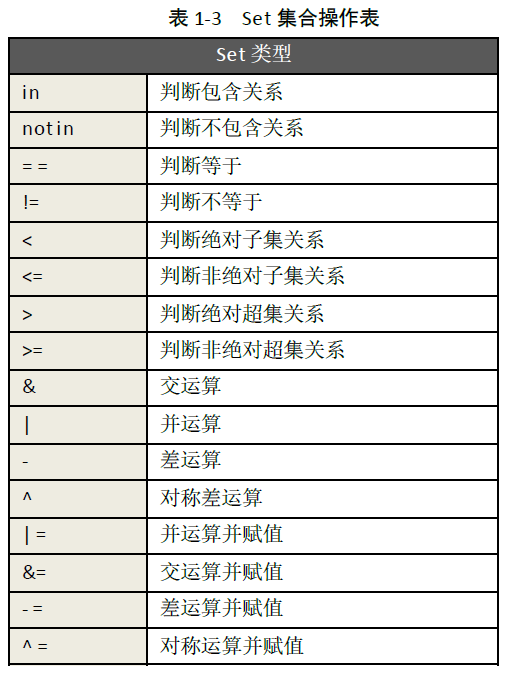 表 1-3 Set 集合操作表
Set 类型
in 判断包含关系
notin 判断不包含关系
= = 判断等于
!= 判断不等于
< 判断绝对子集关系
<= 判断非绝对子集关系
> 判断绝对超集关系
>= 判断非绝对超集关系
& 交运算
| 并运算
- 差运算
^ 对称差运算
| = 并运算并赋值
&= 交运算并赋值
- = 差运算并赋值
^ = 对称运算并赋值